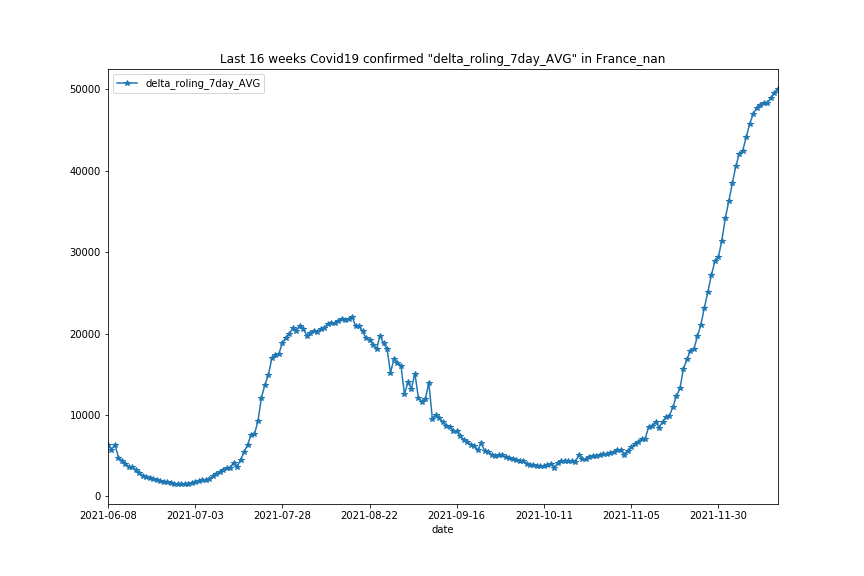 Last 16 weeks Covid19 confirmed "delta_roling_7day_AVG" in France_nan
delta_roling_7day_AVG
50000
40000
30000
20000
10000
0
2021-06-08 2021-07-03 2021-07-28 2021-08-22 2021-09-16 2021-10-11 2021-11-05 2021-11-30
date